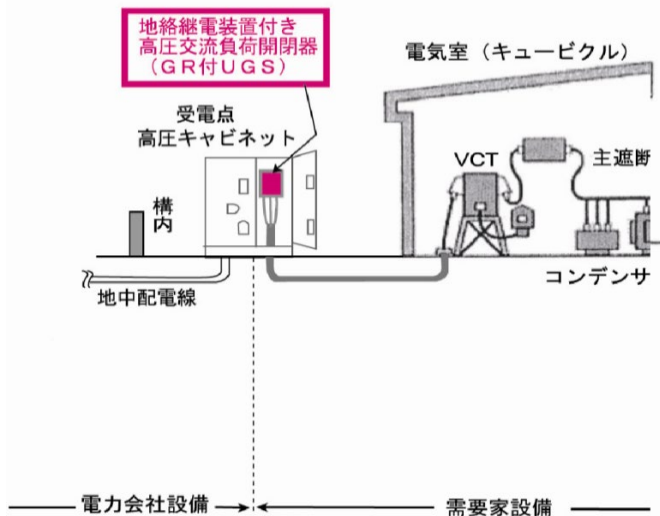 地絡継電装置付き
高圧交流負荷開閉器
（ＧＲ付ＵＧＳ）
電気室（キュービクル）
受電点
高圧キャビネット
VCT
主遮断
構内
地中配電線
コンデンサ
電力会社設備
需要家設備